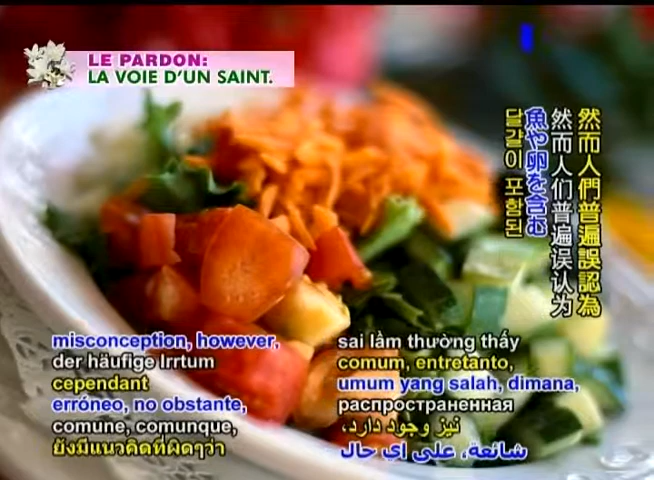 LE PARDON:
LA VOIE D'UN SAINT.
然而人們普遍誤認為
然而人们普遍误认为
魚や卵を含む
달걀이 포함된
misconception, however,
der häufige Irrtum
cependant
erróneo, no obstante,
comune, comunque,
ยังมีแนวคิดที่ผิดๆว่า
sai lầm thường thấy
comum, entretanto,
umum yang salah, dimana,
распространенная
نیز وجود دارد،
شائعة، على اي حال